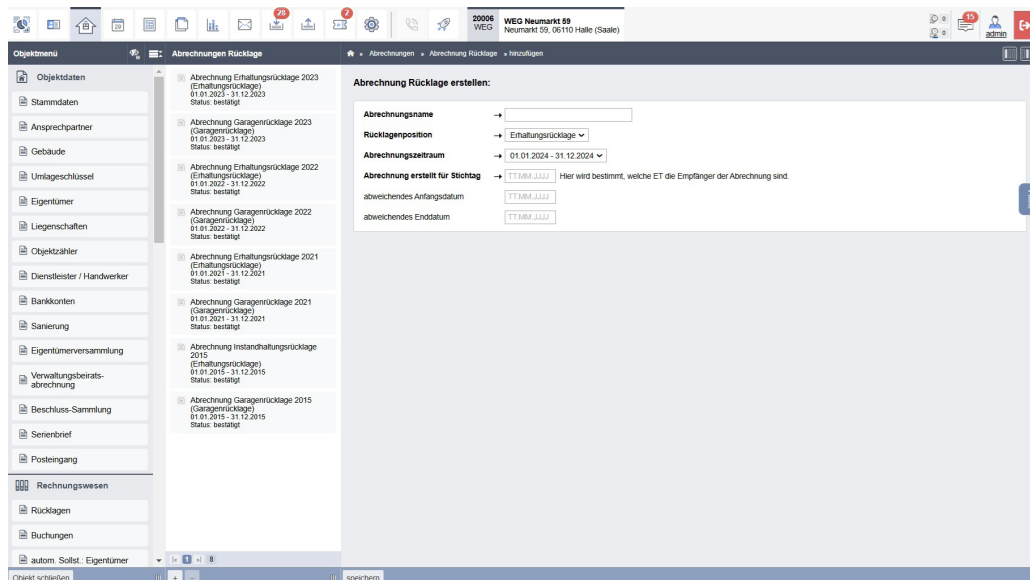 29
28
2
20006
WEG
WEG Neumarkt 59
Neumarkt 59, 06110 Halle (Saale)
0
0
15
admin
Objektmenü
Abrechnungen Rücklage
» Abrechnungen » Abrechnung Rücklage » hinzufügen
Objektdaten
Stammdaten
Ansprechpartner
Gebäude
Umlageschlüssel
Eigentümer
Liegenschaften
Objektzähler
Dienstleister / Handwerker
Bankkonten
Sanierung
Eigentümerversammlung
Verwaltungsbeirats-
abrechnung
Beschluss-Sammlung
Serienbrief
Posteingang
Rechnungswesen
Rücklagen
Buchungen
autom. Sollst.: Eigentümer
Objekt schließen
Abrechnung Erhaltungsrücklage 2023
(Erhaltungsrücklage)
01.01.2023 - 31.12.2023
Status: bestätigt
Abrechnung Garagenrücklage 2023
(Garagenrücklage)
01.01.2023 - 31.12.2023
Status: bestätigt
Abrechnung Erhaltungsrücklage 2022
(Erhaltungsrücklage)
01.01.2022 - 31.12.2022
Status: bestätigt
Abrechnung Garagenrücklage 2022
(Garagenrücklage)
01.01.2022 - 31.12.2022
Status: bestätigt
Abrechnung Erhaltungsrücklage 2021
(Erhaltungsrücklage)
01.01.2021 - 31.12.2021
Status: bestätigt
Abrechnung Garagenrücklage 2021
(Garagenrücklage)
01.01.2021 - 31.12.2021
Status: bestätigt
Abrechnung Instandhaltungsrücklage
2015
(Erhaltungsrücklage)
01.01.2015 - 31.12.2015
Status: bestätigt
Abrechnung Garagenrücklage 2015
(Garagenrücklage)
01.01.2015 - 31.12.2015
Status: bestätigt
1 8
+ -
Abrechnung Rücklage erstellen:
Abrechnungsname
Rücklagenposition → Erhaltungsrücklage
Abrechnungszeitraum → 01.01.2024 - 31.12.2024
Abrechnung erstellt für Stichtag → TT.MM.JJJJ Hier wird bestimmt, welche ET die Empfänger der Abrechnung sind.
abweichendes Anfangsdatum TT.MM.JJJJ
abweichendes Enddatum TT.MM.JJJJ
speichern